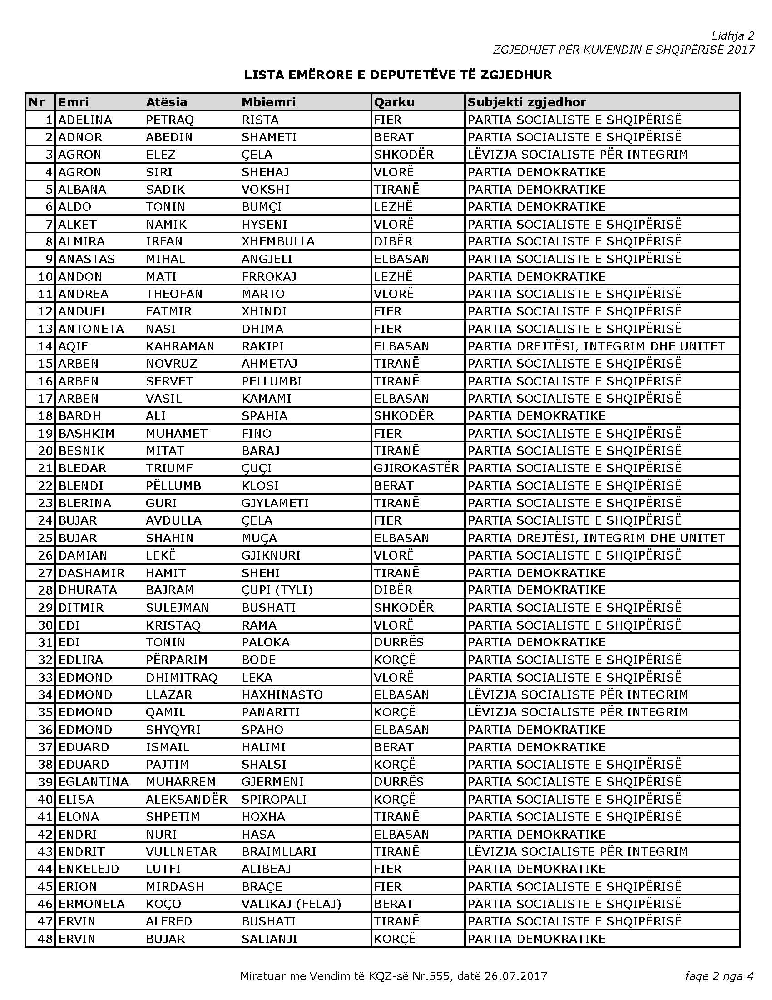 Lidhja 2
ZGJEDHJET PËR KUVENDIN E SHQIPËRISË 2017
LISTA EMËRORE E DEPUTETËVE TË ZGJEDHUR
Nr Emri Atësia Mbiemri Qarku Subjekti zgjedhor
1 ADELINA PETRAQ RISTA FIER PARTIA SOCIALISTE E SHQIPËRISË
2 ADNOR ABEDIN SHAMETI BERAT PARTIA SOCIALISTE E SHQIPËRISË
3 AGRON ELEZ ÇELA SHKODËR LËVIZJA SOCIALISTE PËR INTEGRIM
4 AGRON SIRI SHEHAJ VLORË PARTIA DEMOKRATIKE
5 ALBANA SADIK VOKSHI TIRANË PARTIA DEMOKRATIKE
6 ALDO TONIN BUMÇI LEZHË PARTIA DEMOKRATIKE
7 ALKET NAMIK HYSENI VLORË PARTIA SOCIALISTE E SHQIPËRISË
8 ALMIRA IRFAN XHEMBULLA DIBËR PARTIA SOCIALISTE E SHQIPËRISË
9 ANASTAS MIHAL ANGJELI ELBASAN PARTIA SOCIALISTE E SHQIPËRISË
10 ANDON MATI FRROKAJ LEZHË PARTIA DEMOKRATIKE
11 ANDREA THEOFAN MARTO VLORË PARTIA SOCIALISTE E SHQIPËRISË
12 ANDUEL FATMIR XHINDI FIER PARTIA SOCIALISTE E SHQIPËRISË
13 ANTONETA NASI DHIMA FIER PARTIA SOCIALISTE E SHQIPËRISË
14 AQIF KAHRAMAN RAKIPI ELBASAN PARTIA DREJTËSI, INTEGRIM DHE UNITET
15 ARBEN NOVRUZ AHMETAJ TIRANË PARTIA SOCIALISTE E SHQIPËRISË
16 ARBEN SERVET PELLUMBI TIRANË PARTIA SOCIALISTE E SHQIPËRISË
17 ARBEN VASIL KAMAMI ELBASAN PARTIA SOCIALISTE E SHQIPËRISË
18 BARDH ALI SPAHIA SHKODËR PARTIA DEMOKRATIKE
19 BASHKIM MUHAMET FINO FIER PARTIA SOCIALISTE E SHQIPËRISË
20 BESNIK MITAT BARAJ TIRANË PARTIA SOCIALISTE E SHQIPËRISË
21 BLEDAR TRIUMF ÇUÇI GJIROKASTËR PARTIA SOCIALISTE E SHQIPËRISË
22 BLENDI PËLLUMB KLOSI BERAT PARTIA SOCIALISTE E SHQIPËRISË
23 BLERINA GURI GJYLAMETI TIRANË PARTIA SOCIALISTE E SHQIPËRISË
24 BUJAR AVDULLA ÇELA FIER PARTIA SOCIALISTE E SHQIPËRISË
25 BUJAR SHAHIN MUÇA ELBASAN PARTIA DREJTËSI, INTEGRIM DHE UNITET
26 DAMIAN LEKË GJIKNURI VLORË PARTIA SOCIALISTE E SHQIPËRISË
27 DASHAMIR HAMIT SHEHI TIRANË PARTIA DEMOKRATIKE
28 DHURATA BAJRAM ÇUPI (TYLI) DIBËR PARTIA DEMOKRATIKE
29 DITMIR SULEJMAN BUSHATI SHKODËR PARTIA SOCIALISTE E SHQIPËRISË
30 EDI KRISTAQ RAMA VLORË PARTIA SOCIALISTE E SHQIPËRISË
31 EDI TONIN PALOKA DURRËS PARTIA DEMOKRATIKE
32 EDLIRA PËRPARIM BODE KORÇË PARTIA SOCIALISTE E SHQIPËRISË
33 EDMOND DHIMITRAQ LEKA VLORË PARTIA SOCIALISTE E SHQIPËRISË
34 EDMOND LLAZAR HAXHINASTO ELBASAN LËVIZJA SOCIALISTE PËR INTEGRIM
35 EDMOND QAMIL PANARITI KORÇË LËVIZJA SOCIALISTE PËR INTEGRIM
36 EDMOND SHYQYRI SPAHO ELBASAN PARTIA DEMOKRATIKE
37 EDUARD ISMAIL HALIMI BERAT PARTIA DEMOKRATIKE
38 EDUARD PAJTIM SHALSI KORÇË PARTIA SOCIALISTE E SHQIPËRISË
39 EGLANTINA MUHARREM GJERMENI DURRËS PARTIA SOCIALISTE E SHQIPËRISË
40 ELISA ALEKSANDËR SPIROPALI KORÇË PARTIA SOCIALISTE E SHQIPËRISË
41 ELONA SHPETIM HOXHA TIRANË PARTIA SOCIALISTE E SHQIPËRISË
42 ENDRI NURI HASA ELBASAN PARTIA DEMOKRATIKE
43 ENDRIT VULLNETAR BRAIMLLARI TIRANË LËVIZJA SOCIALISTE PËR INTEGRIM
44 ENKELEJD LUTFI ALIBEAJ FIER PARTIA DEMOKRATIKE
45 ERION MIRDASH BRAÇE FIER PARTIA SOCIALISTE E SHQIPËRISË
46 ERMONELA KOÇO VALIKAJ (FELAJ) BERAT PARTIA SOCIALISTE E SHQIPËRISË
47 ERVIN ALFRED BUSHATI TIRANË PARTIA SOCIALISTE E SHQIPËRISË
48 ERVIN BUJAR SALIANJI KORÇË PARTIA DEMOKRATIKE
Miratuar me Vendim të KQZ-së Nr.555, datë 26.07.2017 faqe 2 nga 4